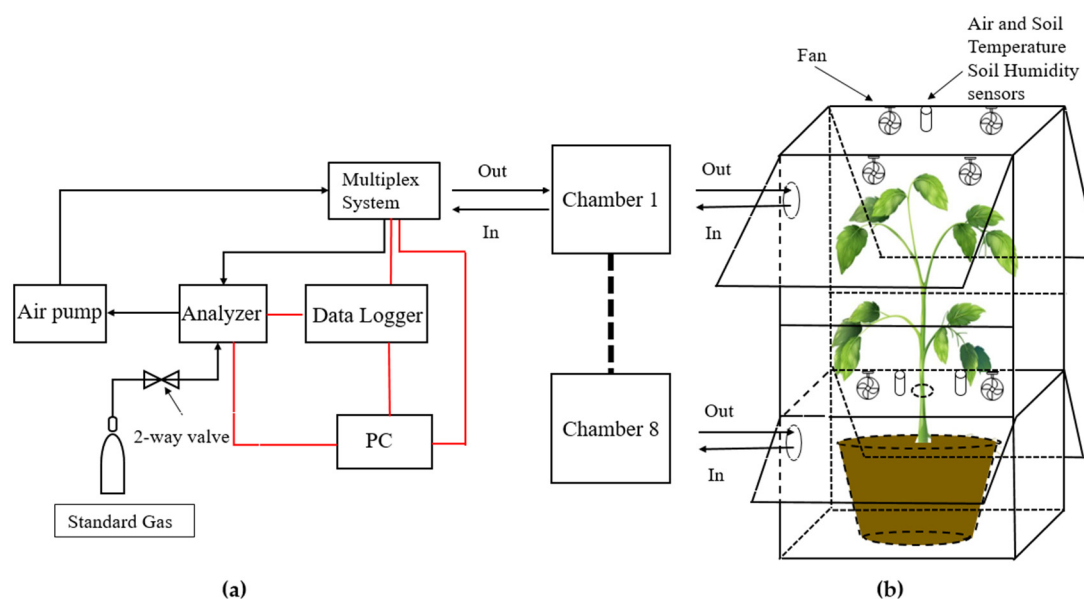 Air and Soil
Temperature
Soil Humidity
sensors
Fan
Multiplex
System
Out
In
Chamber 1
Out
In
Air pump
Analyzer
Data Logger
2-way valve
PC
Chamber 8
Out
In
Standard Gas
(a)
(b)